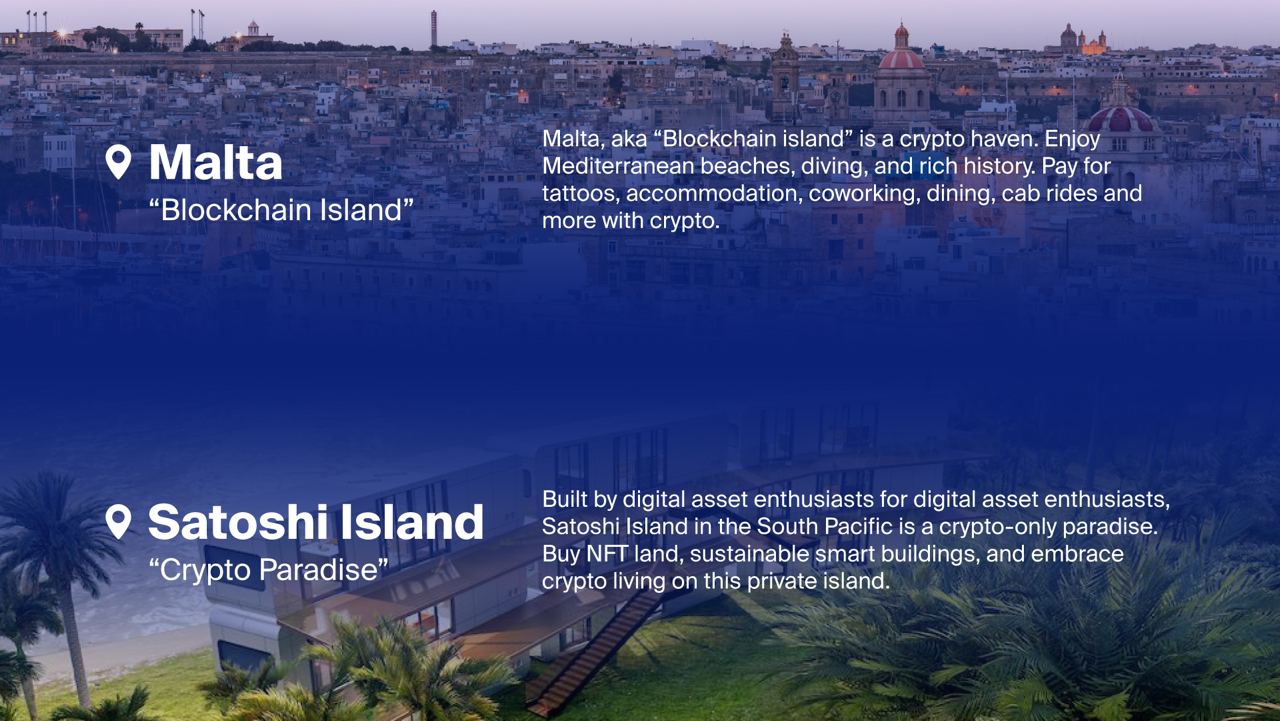 Malta
“Blockchain Island”
Malta, aka “Blockchain island” is a crypto haven. Enjoy
Mediterranean beaches, diving, and rich history. Pay for
tattoos, accommodation, coworking, dining, cab rides and
more with crypto.
Satoshi Island
“Crypto Paradise”
Built by digital asset enthusiasts for digital asset enthusiasts,
Satoshi Island in the South Pacific is a crypto-only paradise.
Buy NFT land, sustainable smart buildings, and embrace
crypto living on this private island.